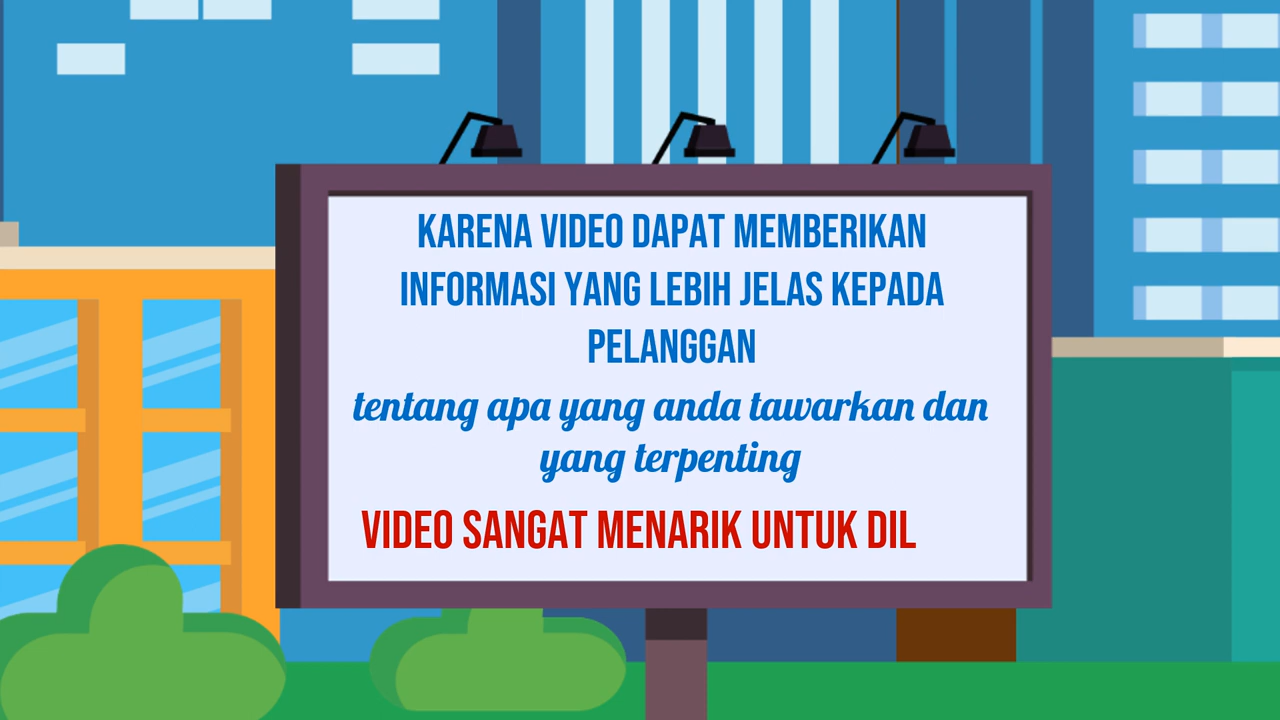 KARENA VIDEO DAPAT MEMBERIKAN
INFORMASI YANG LEBIH JELAS KEPADA
PELANGGAN
tentang apa yang anda tawarkan dan
yang terpenting
VIDEO SANGAT MENARIK UNTUK DIL